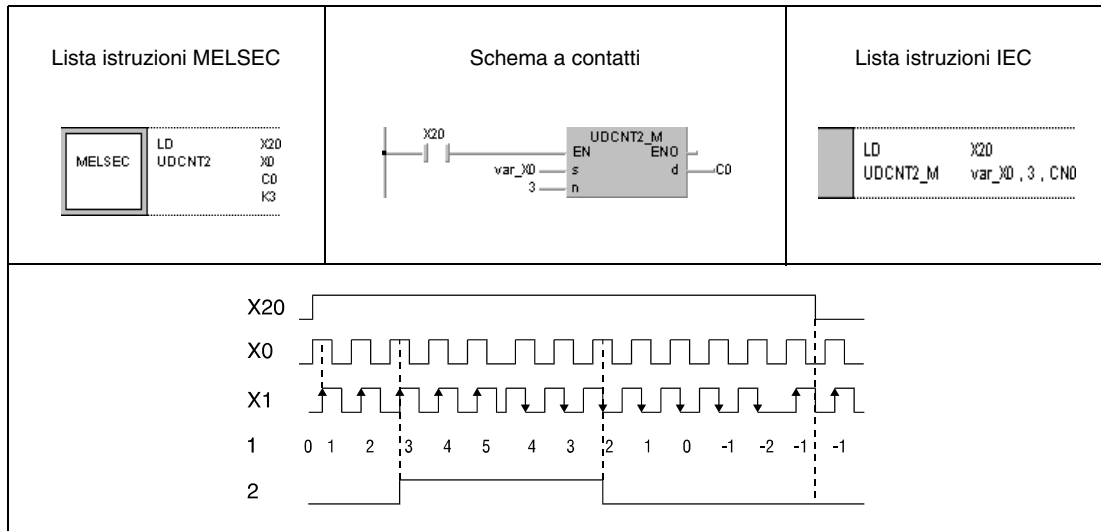 Lista istruzioni MELSEC
MELSEC
LD X20
UDCNT2 X0
C0
K3
Schema a contatti
X20
UDCNT2_M
EN ENO
var_X0 s d C0
3 n
Lista istruzioni IEC
LD X20
UDCNT2_M var_X0 , 3 , CN0
X20
X0
X1
1 0 1 2 3 4 5 4 3 2 1 0 -1 -2 -1 -1
2